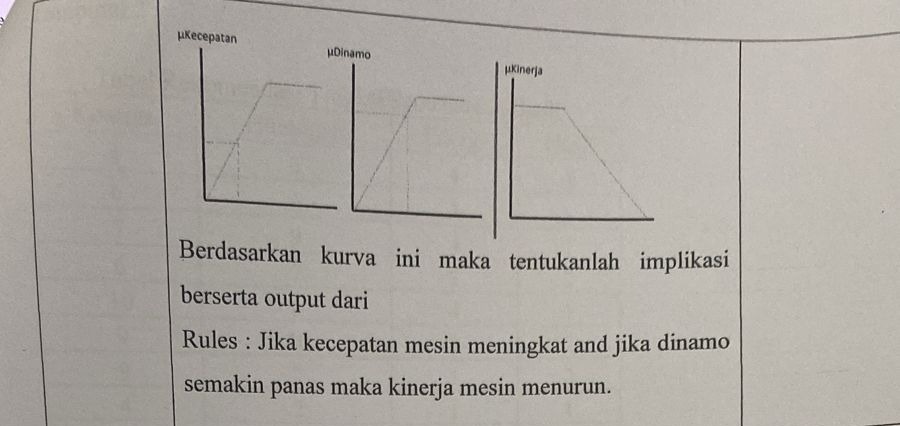 μKecepatan
μDinamo
μKinerja
Berdasarkan kurva ini maka tentukanlah implikasi
berserta output dari
Rules : Jika kecepatan mesin meningkat and jika dinamo
semakin panas maka kinerja mesin menurun.